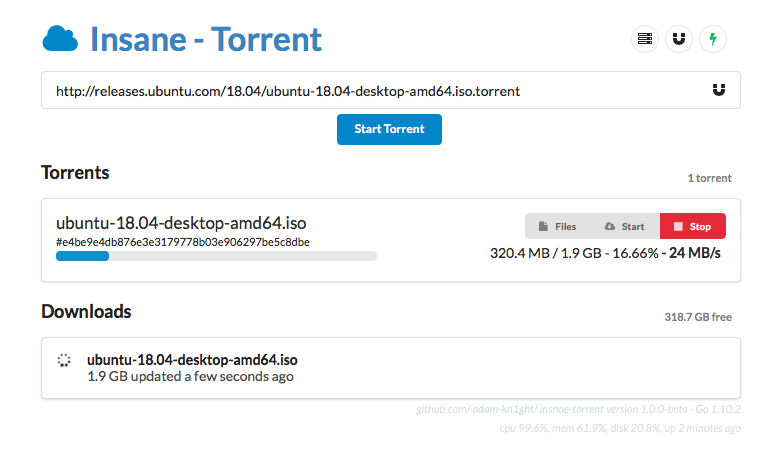 Insane - Torrent
http://releases.ubuntu.com/18.04/ubuntu-18.04-desktop-amd64.iso.torrent
Start Torrent
Torrents
1 torrent
ubuntu-18.04-desktop-amd64.iso
Files Start Stop
#e4be9e4db876e3e3179778b03e906297be5c8dbe
320.4 MB / 1.9 GB - 16.66% - 24 MB/s
Downloads
318.7 GB free
ubuntu-18.04-desktop-amd64.iso
1.9 GB updated a few seconds ago
github.com/ adam-kn1ght/ insnae-torrent version 1.0.0-beta - Go 1.10.2
cpu 99.6%, mem 61.9%, disk 20.8%, up 2 minutes ago